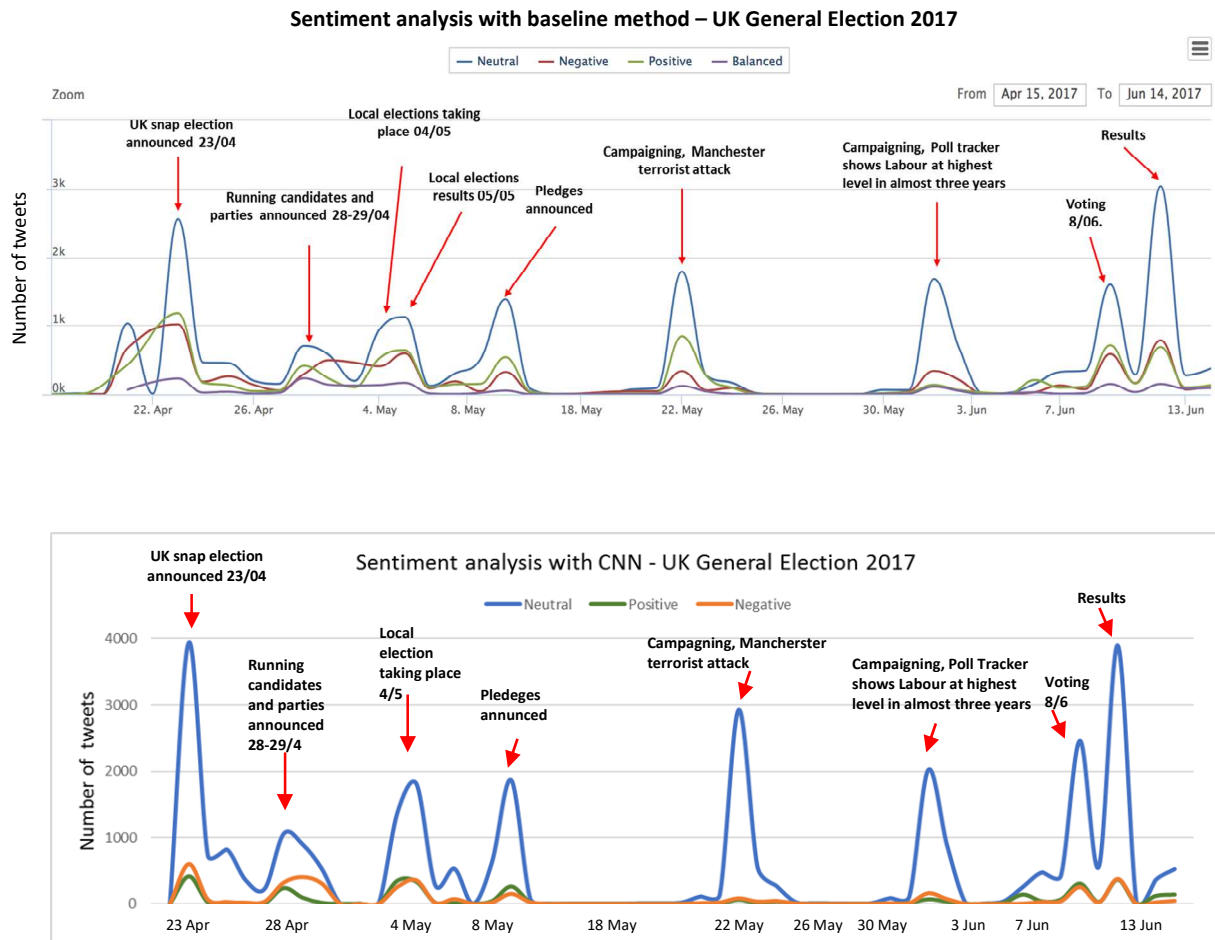 Sentiment analysis with baseline method – UK General Election 2017
Neutral Negative Positive Balanced
Zoom
From Apr 15, 2017 To Jun 14, 2017
Number of tweets
UK snap election
announced 23/04
Running candidates and
parties announced 28-29/04
Local elections taking
place 04/05
Local elections
results 05/05
Pledges
announced
Campaigning, Manchester
terrorist attack
Campaigning, Poll tracker
shows Labour at highest
level in almost three years
Voting
8/06.
Results
3k
2k
1k
0k
22. Apr 26. Apr 4. May 8. May 18. May 22. May 26. May 30. May 3. Jun 7. Jun 13. Jun
Sentiment analysis with CNN - UK General Election 2017
Neutral Positive Negative
Number of tweets
UK snap election
announced 23/04
Running
candidates
and parties
announced
28-29/4
Local
election
taking place
4/5
Pledeges
annunced
Campagning, Mancherster
terrorist attack
Campaigning, Poll Tracker
shows Labour at highest
level in almost three years
Voting
8/6
Results
4000
3000
2000
1000
0
23 Apr 28 Apr 4 May 8 May 18 May 22 May 26 May 30 May 3 Jun 7 Jun 13 Jun